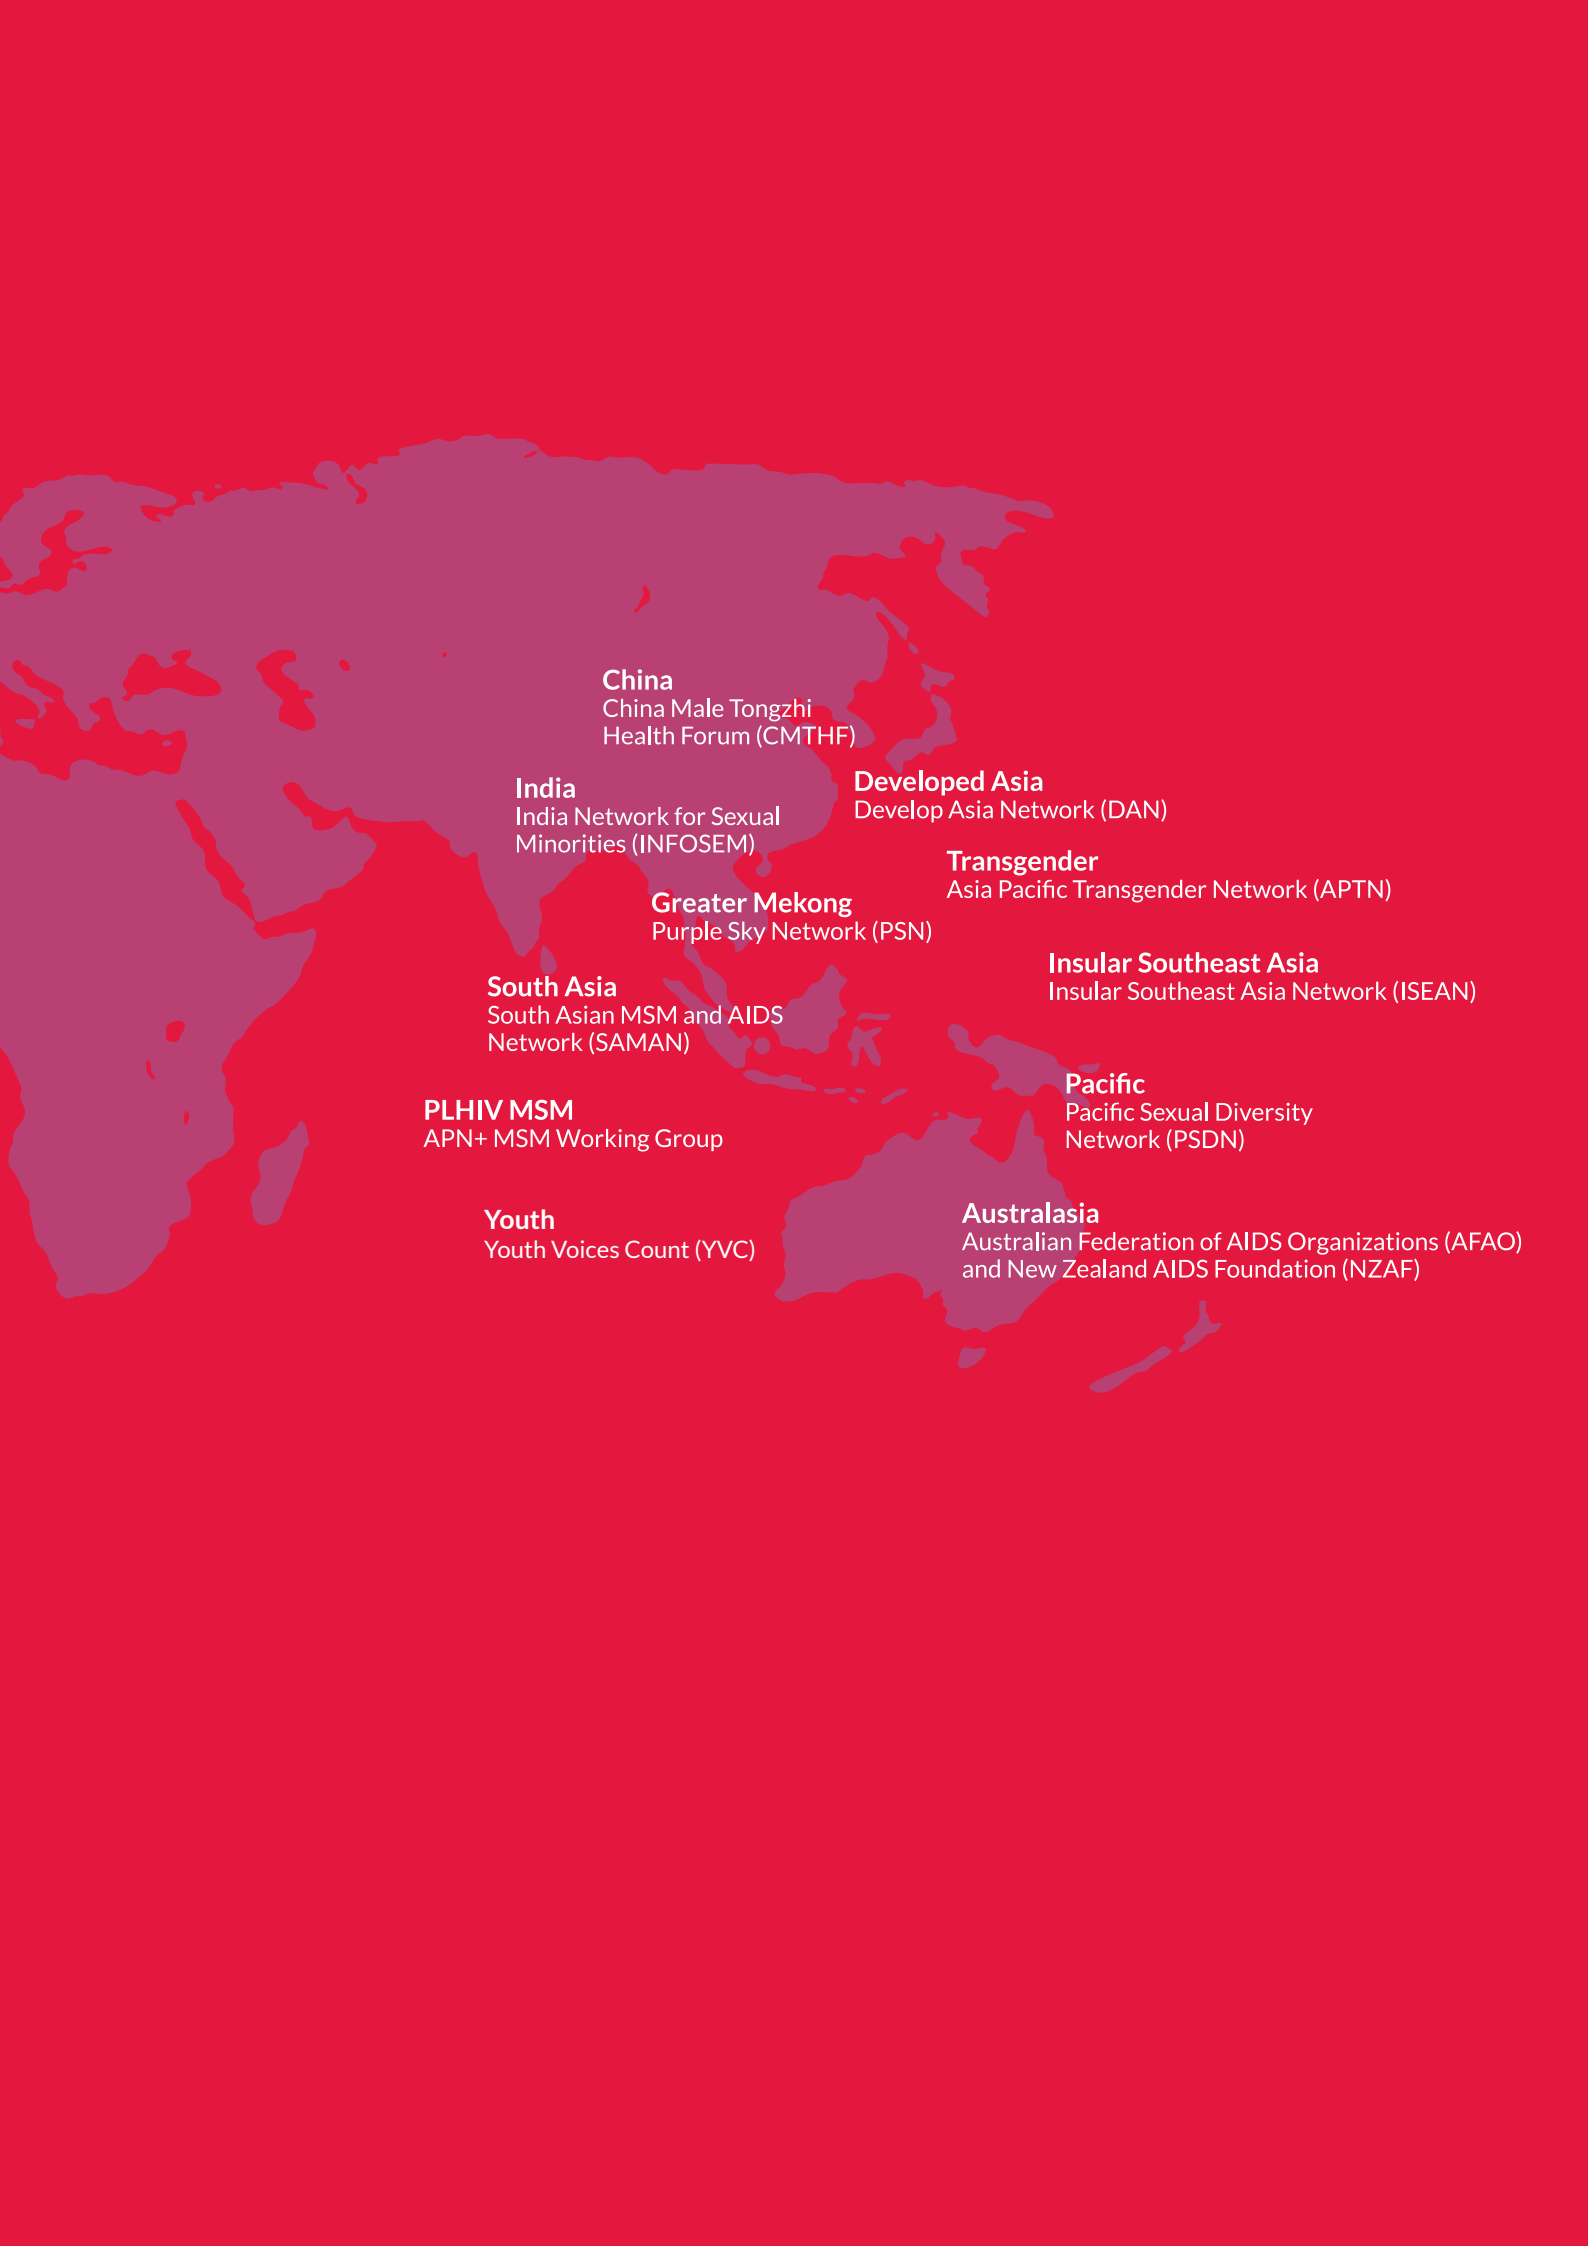 China
China Male Tongzhi
Health Forum (CMTHF)
India
India Network for Sexual
Minorities (INFOSEM)
Developed Asia
Develop Asia Network (DAN)
Transgender
Asia Pacific Transgender Network (APTN)
Greater Mekong
Purple Sky Network (PSN)
Insular Southeast Asia
Insular Southeast Asia Network (ISEAN)
South Asia
South Asian MSM and AIDS
Network (SAMAN)
Pacific
Pacific Sexual Diversity
Network (PSDN)
PLHIV MSM
APN+ MSM Working Group
Youth
Youth Voices Count (YVC)
Australasia
Australian Federation of AIDS Organizations (AFAO)
and New Zealand AIDS Foundation (NZAF)